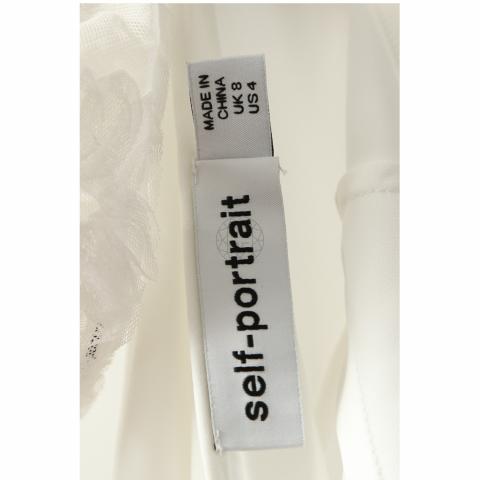 MADE IN
CHINA
UK 8
US 4
self-portrait